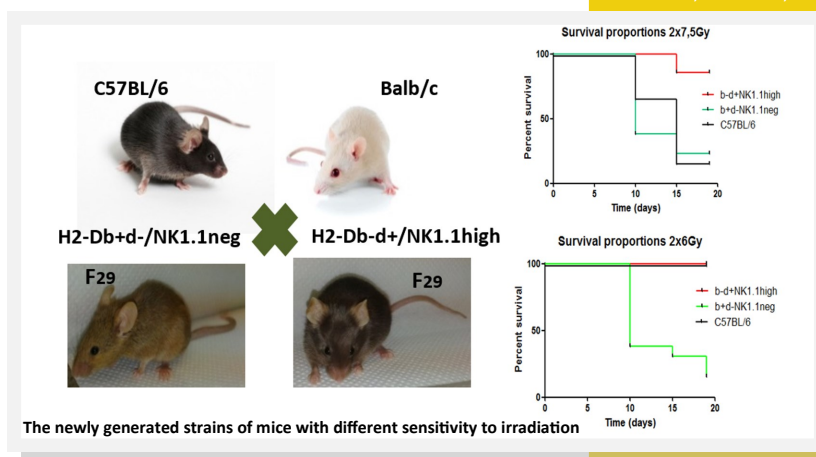 C57BL/6
Balb/c
H2-Db+d-/NK1.1neg
H2-Db-d+/NK1.1high
F29
F29
The newly generated strains of mice with different sensitivity to irradiation
Survival proportions 2x7,5Gy
Percent survival
100
50
0
0 5 10 15 20
Time (days)
b-d+NK1.1high
b+d-NK1.1neg
C57BL/6
Survival proportions 2x6Gy
Percent survival
100
50
0
0 5 10 15 20
Time (days)
b-d+NK1.1high
b+d-NK1.1neg
C57BL/6